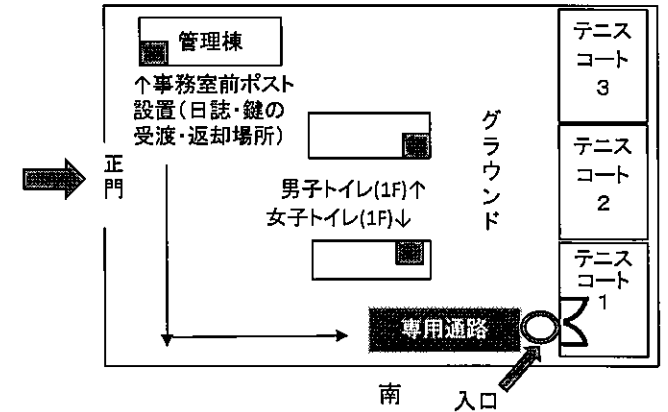 管理棟
↑事務室前ポスト
設置(日誌・鍵の
受渡・返却場所)
正門
男子トイレ(1F)↑
女子トイレ(1F)↓
グラウンド
テニス
コート
3
テニス
コート
2
テニス
コート
1
専用通路
南
入口